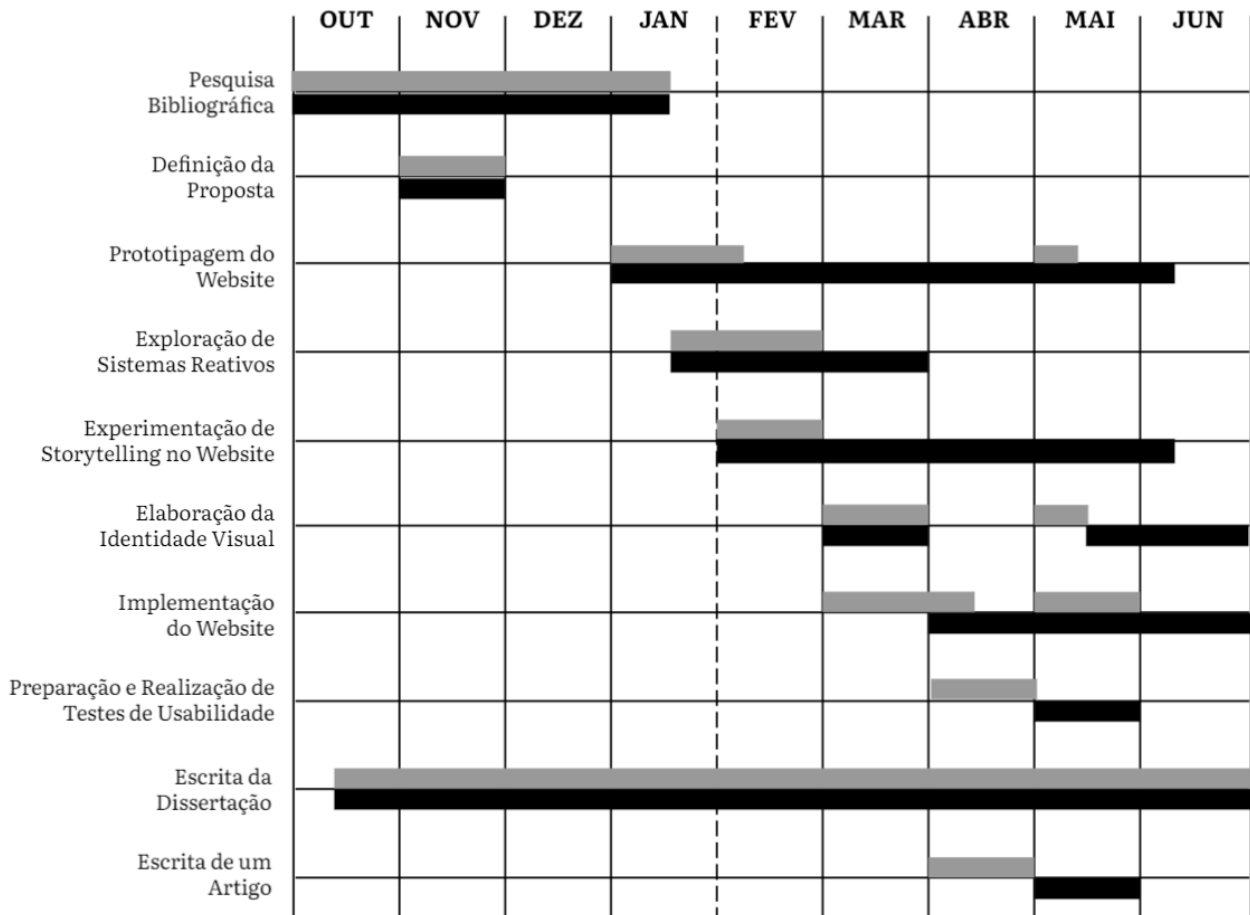 OUT NOV DEZ JAN FEV MAR ABR MAI JUN
Pesquisa
Bibliográfica
Definição da
Proposta
Prototipagem do
Website
Exploração de
Sistemas Reativos
Experimentação de
Storytelling no Website
Elaboração da
Identidade Visual
Implementação
do Website
Preparação e Realização de
Testes de Usabilidade
Escrita da
Dissertação
Escrita de um
Artigo